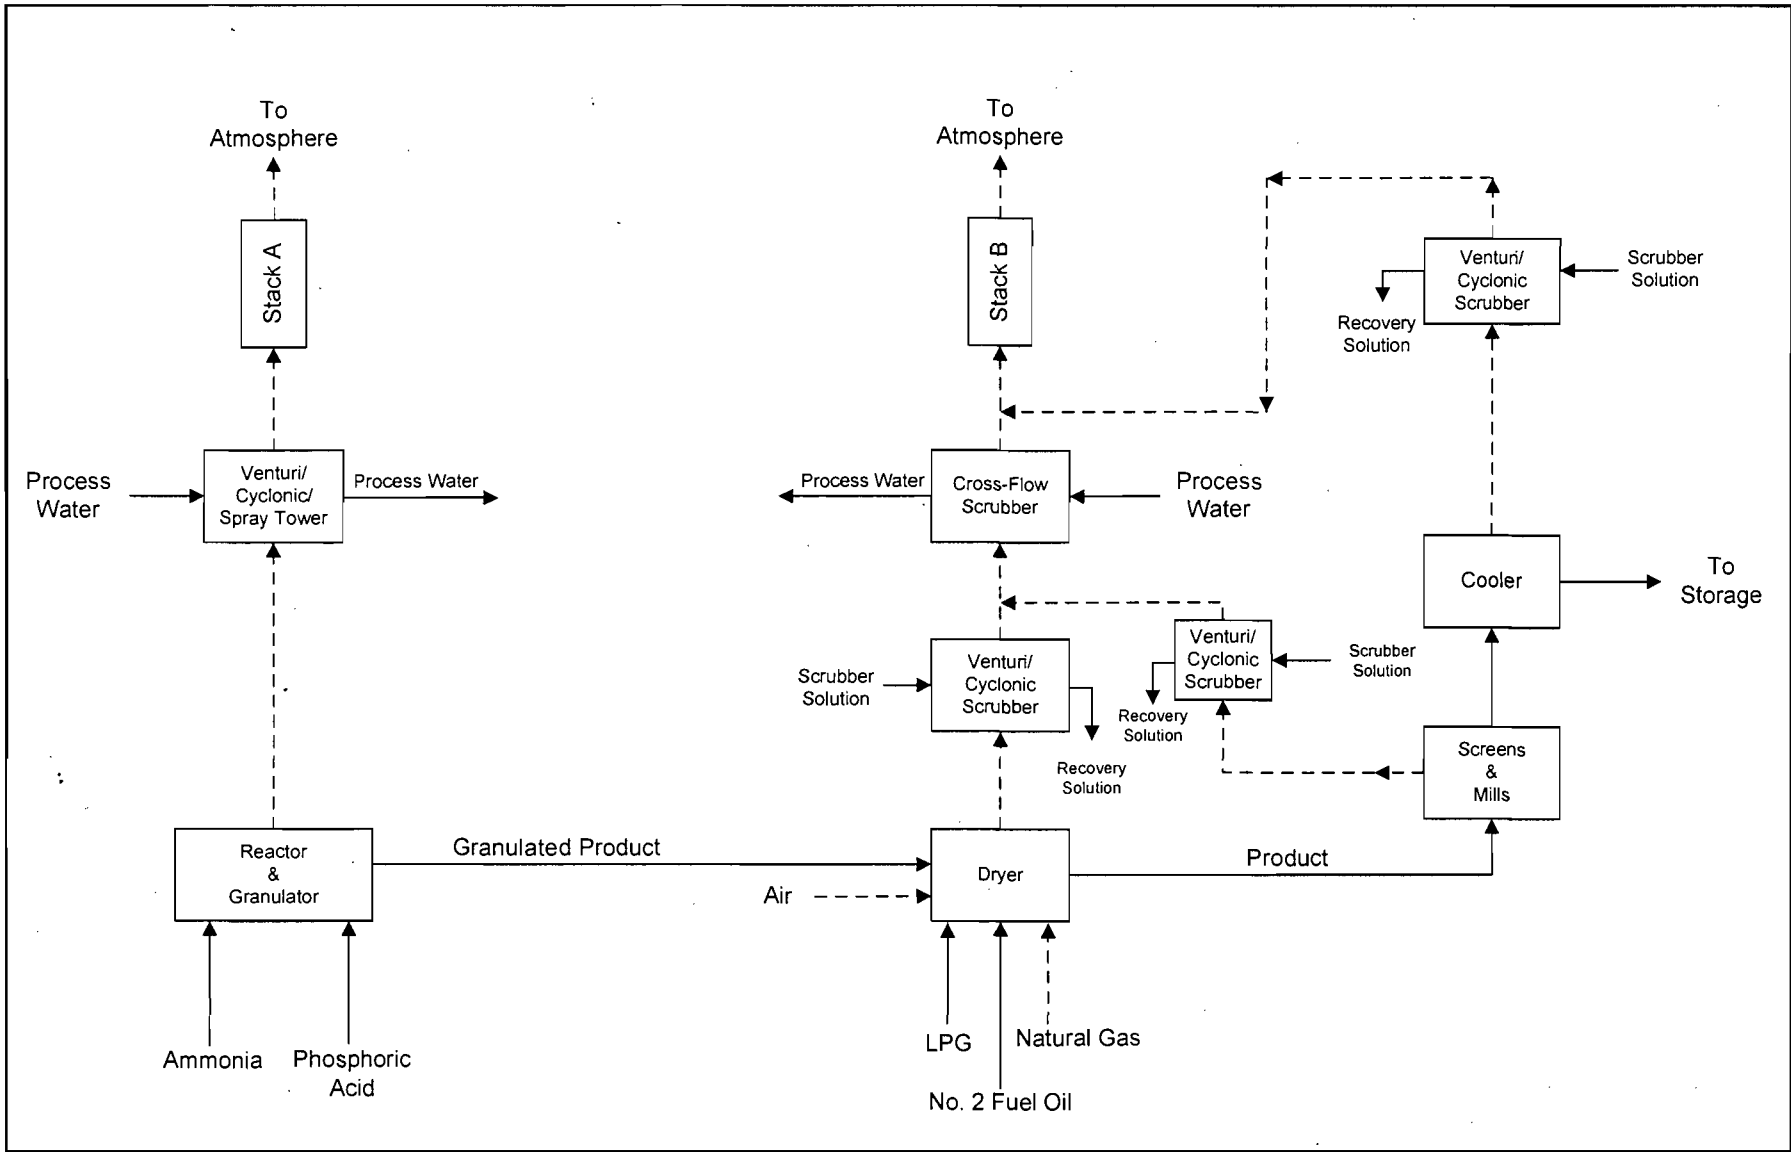 To
Atmosphere
To
Atmosphere
Stack A
Stack B
Venturi/
Cyclonic
Scrubber
Scrubber
Solution
Recovery
Solution
Process
Water
Venturi/
Cyclonic/
Spray Tower
Process Water
Process Water
Cross-Flow
Scrubber
Process
Water
Cooler
To
Storage
Scrubber
Solution
Venturi/
Cyclonic
Scrubber
Recovery
Solution
Venturi/
Cyclonic
Scrubber
Scrubber
Solution
Recovery
Solution
Screens
&
Mills
Reactor
&
Granulator
Granulated Product
Air
Dryer
Product
Ammonia
Phosphoric
Acid
LPG
Natural Gas
No. 2 Fuel Oil